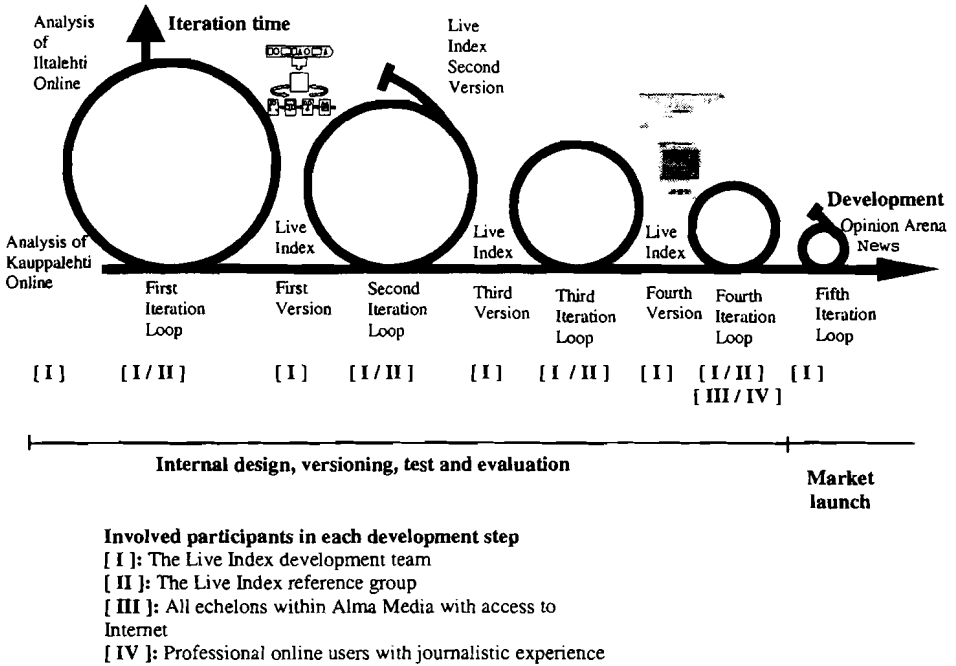 Analysis
of
Iltalehti
Online
Iteration time
Live
Index
Second
Version
Development
Opinion Arena
News
Analysis of
Kauppalehti
Online
Live
Index
Live
Index
Live
Index
First
Iteration
Loop
First
Version
Second
Iteration
Loop
Third
Version
Third
Iteration
Loop
Fourth
Version
Fourth
Iteration
Loop
Fifth
Iteration
Loop
[ I ]
[ I / II ]
[ I ]
[ I / II ]
[ I ]
[ I / II ]
[ I ]
[ I / II ]
[ III / IV ]
[ I ]
Internal design, versioning, test and evaluation
Market
launch
Involved participants in each development step
[ I ]: The Live Index development team
[ II ]: The Live Index reference group
[ III ]: All echelons within Alma Media with access to
Internet
[ IV ]: Professional online users with journalistic experience